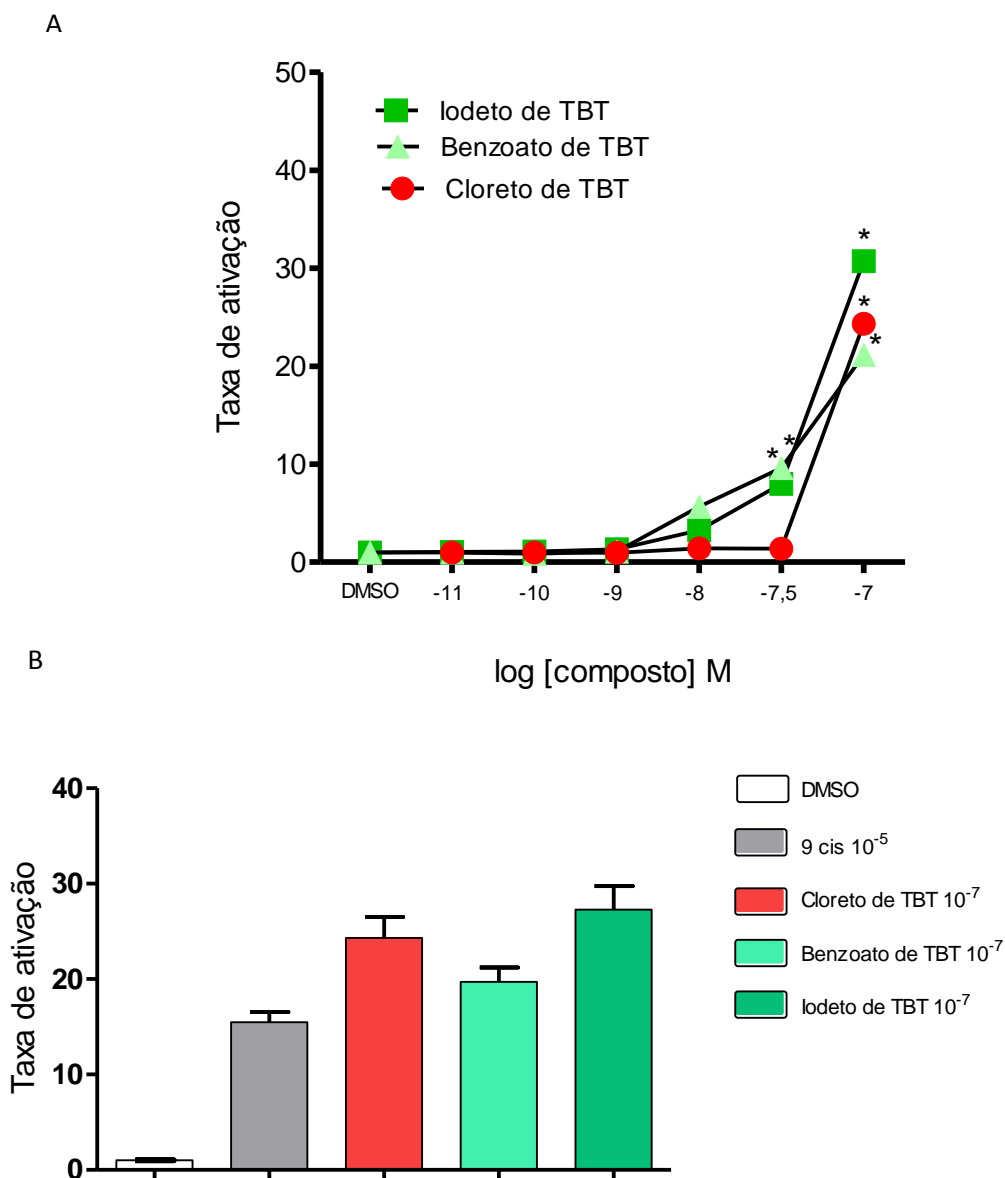 A
50
40
30
20
10
0
Taxa de ativação
Iodeto de TBT
Benzoato de TBT
Cloreto de TBT
*
*
*
* *
DMSO -11 -10 -9 -8 -7,5 -7
log [composto] M
B
40
30
20
10
0
Taxa de ativação
DMSO
9 cis 10⁻⁵
Cloreto de TBT 10⁻⁷
Benzoato de TBT 10⁻⁷
Iodeto de TBT 10⁻⁷